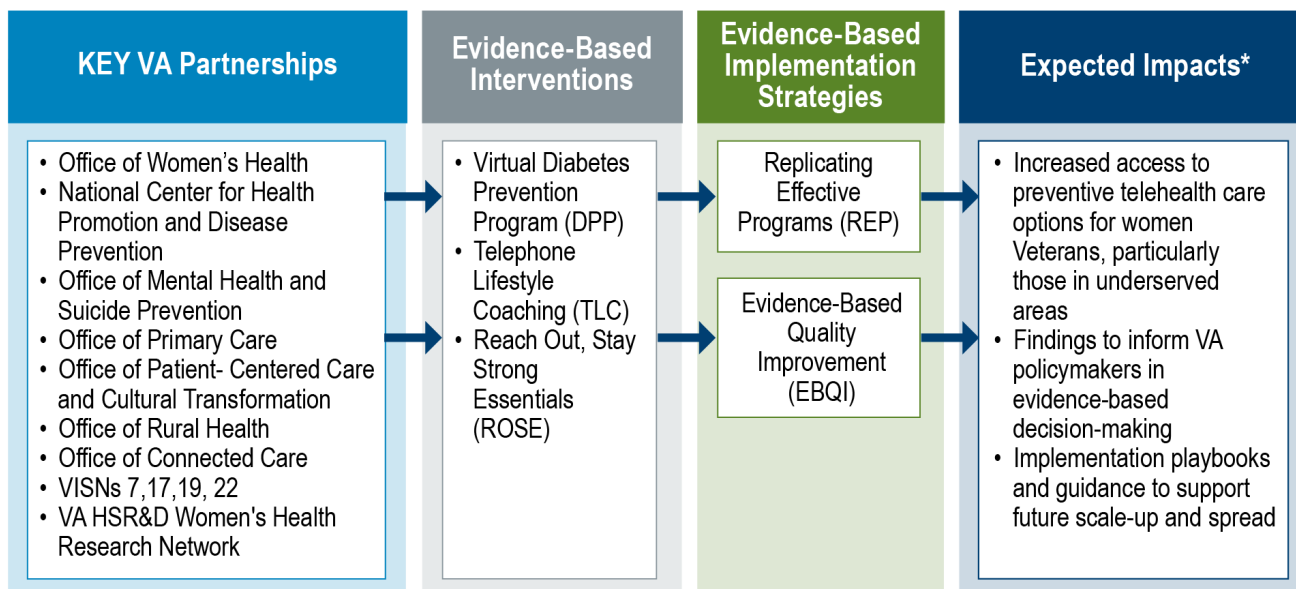 KEY VA Partnerships
• Office of Women’s Health
• National Center for Health
Promotion and Disease
Prevention
• Office of Mental Health and
Suicide Prevention
• Office of Primary Care
• Office of Patient- Centered Care
and Cultural Transformation
• Office of Rural Health
• Office of Connected Care
• VISNs 7,17,19, 22
• VA HSR&D Women's Health
Research Network
Evidence-Based
Interventions
• Virtual Diabetes
Prevention
Program (DPP)
• Telephone
Lifestyle
Coaching (TLC)
• Reach Out, Stay
Strong
Essentials
(ROSE)
Evidence-Based
Implementation
Strategies
Replicating
Effective
Programs (REP)
Evidence-Based
Quality
Improvement
(EBQI)
Expected Impacts*
• Increased access to
preventive telehealth care
options for women
Veterans, particularly
those in underserved
areas
• Findings to inform VA
policymakers in
evidence-based
decision-making
• Implementation playbooks
and guidance to support
future scale-up and spread